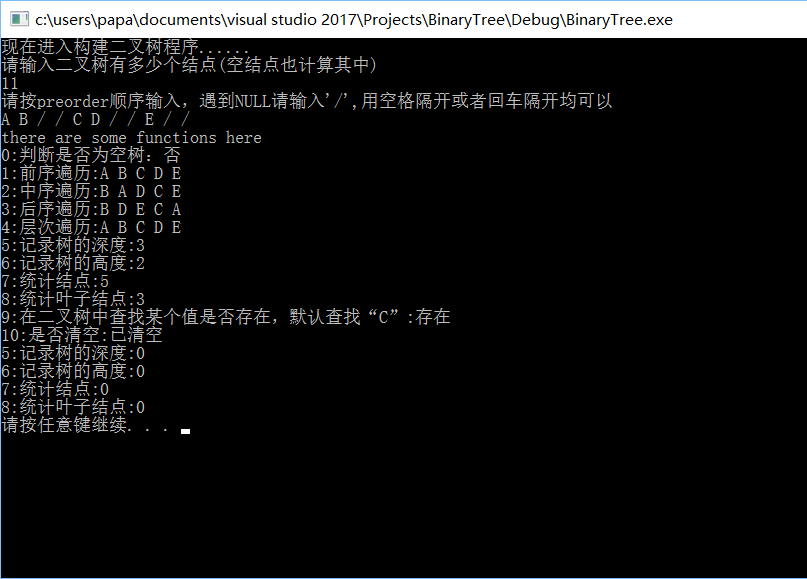 c:\users\papa\documents\visual studio 2017\Projects\BinaryTree\Debug\BinaryTree.exe
现在进入构建二叉树程序......
请输入二叉树有多少个结点(空结点也计算其中)
11
请按preorder顺序输入，遇到NULL请输入'/',用空格隔开或者回车隔开均可以
A B / / C D / / E / /
there are some functions here
0:判断是否为空树：否
1:前序遍历:A B C D E
2:中序遍历:B A D C E
3:后序遍历:B D E C A
4:层次遍历:A B C D E
5:记录树的深度:3
6:记录树的高度:2
7:统计结点:5
8:统计叶子结点:3
9:在二叉树中查找某个值是否存在，默认查找“C”:存在
10:是否清空:已清空
5:记录树的深度:0
6:记录树的高度:0
7:统计结点:0
8:统计叶子结点:0
请按任意键继续. . .